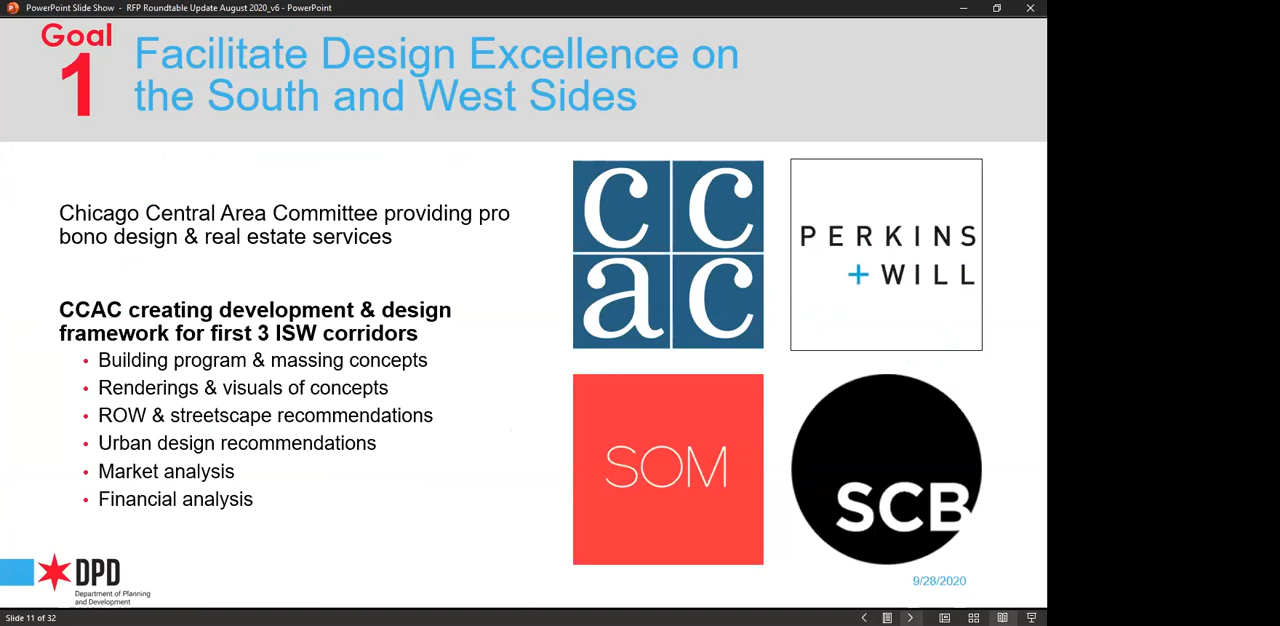 PowerPoint Slide Show - RFP Roundtable Update August 2020_v6 - PowerPoint
Goal
1
Facilitate Design Excellence on
the South and West Sides
Chicago Central Area Committee providing pro
bono design & real estate services
CCAC creating development & design
framework for first 3 ISW corridors
• Building program & massing concepts
• Renderings & visuals of concepts
• ROW & streetscape recommendations
• Urban design recommendations
• Market analysis
• Financial analysis
c c
a c
PERKINS
+ WILL
SOM
SCB
DPD
Department of Planning
and Development
9/28/2020
Slide 11 of 32